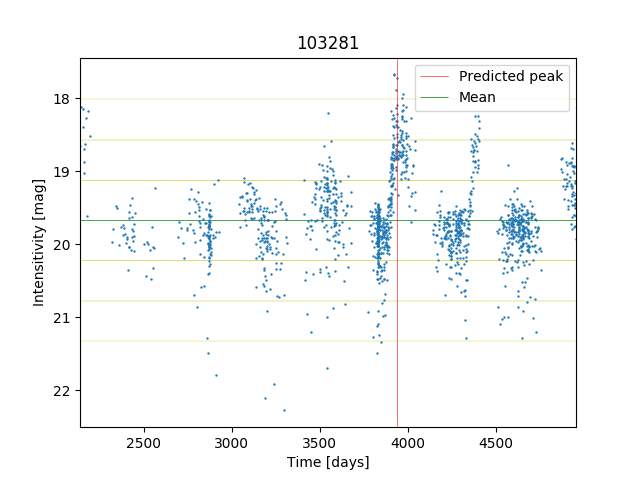 103281
Predicted peak
Mean
Intensitivity [mag]
18
19
20
21
22
2500 3000 3500 4000 4500
Time [days]